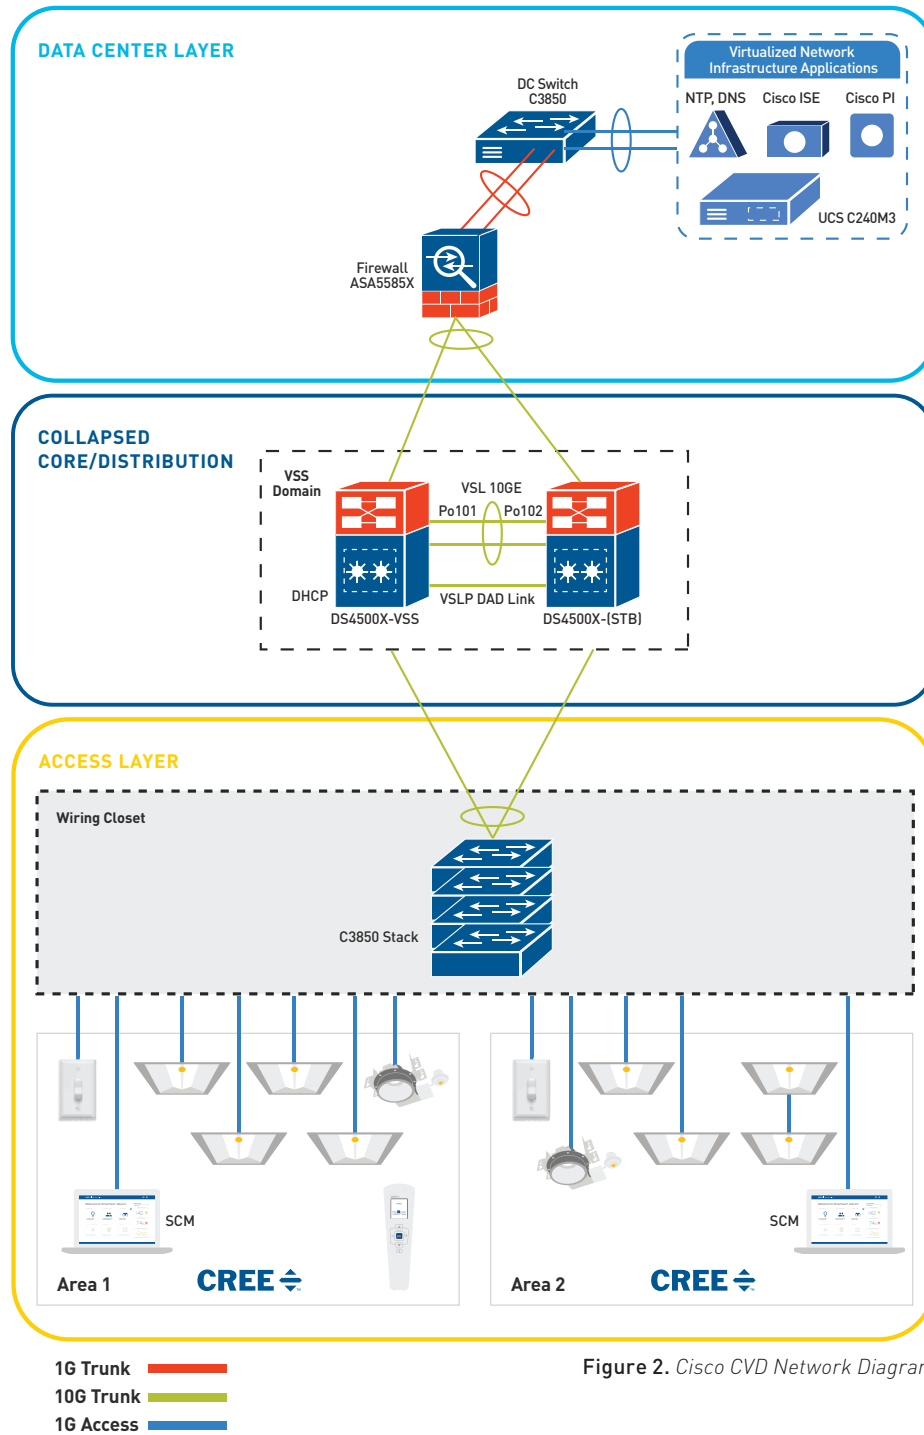 DATA CENTER LAYER
Virtualized Network
Infrastructure Applications
DC Switch
C3850
NTP, DNS
Cisco ISE
Cisco PI
UCS C240M3
Firewall
ASA5585X
COLLAPSED
CORE/DISTRIBUTION
VSS
Domain
VSL 10GE
Po101
Po102
DHCP
VSLP DAD Link
DS4500X-VSS
DS4500X-(STB)
ACCESS LAYER
Wiring Closet
C3850 Stack
SCM
SCM
Area 1
CREE
Area 2
CREE
1G Trunk
10G Trunk
1G Access
Figure 2. Cisco CVD Network Diagram